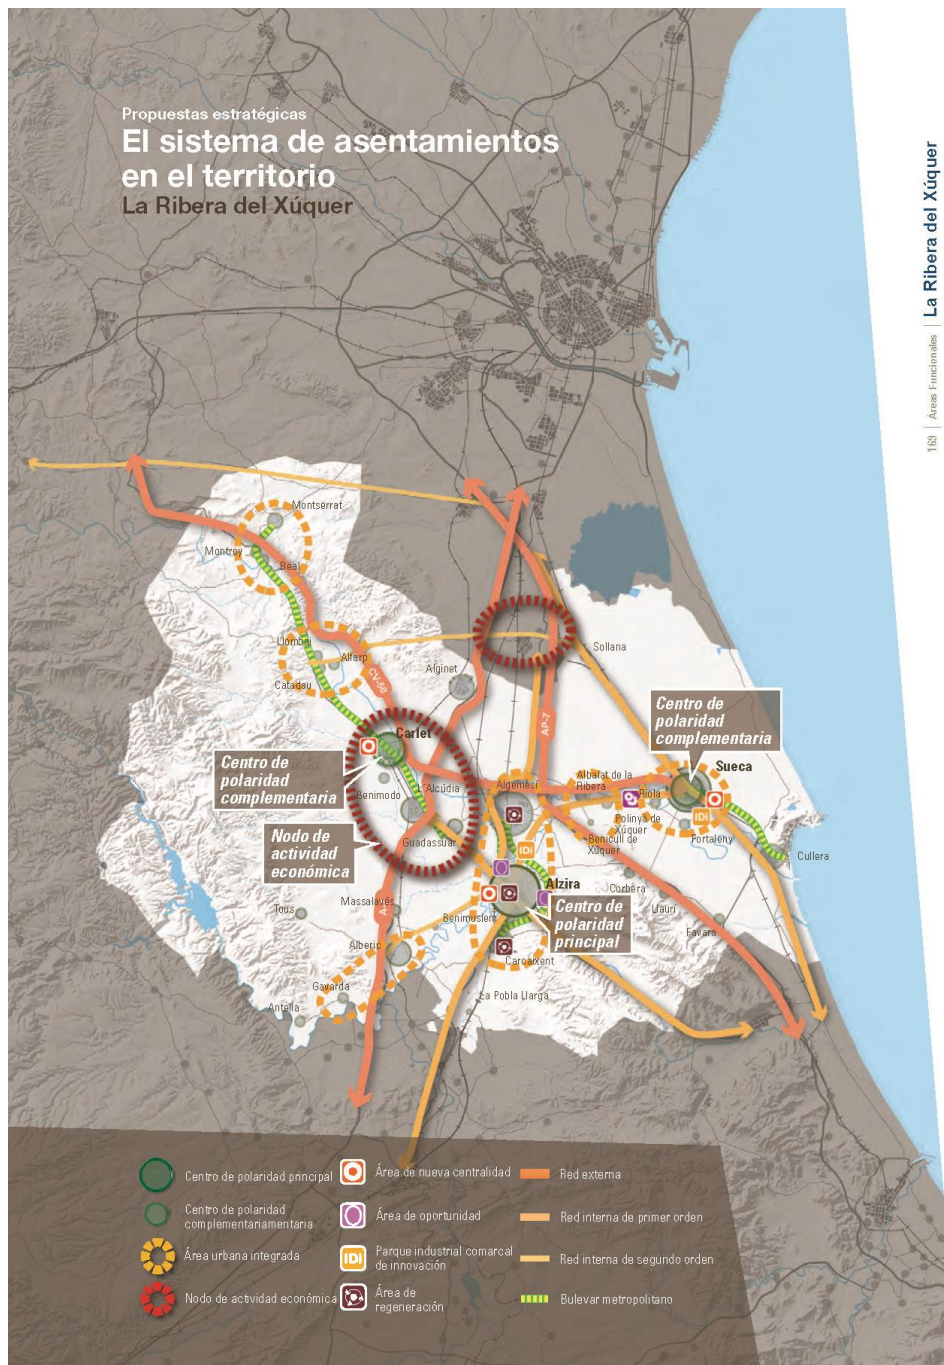 Propuestas estratégicas
El sistema de asentamientos
en el territorio
La Ribera del Xúquer
169 | Áreas Funcionales | La Ribera del Xúquer
Montserrat
Montroy
Real
Llombai
Alfarp
Catadau
CV-50
Alginet
Sollana
AP-7
Centro de
polaridad
complementaria
Sueca
Carlet
Centro de
polaridad
complementaria
Benimodo
L'Alcúdia
Algemesí
Albalat de la
Ribera
Riola
Polinyà de
Xúquer
IDi
Fortaleny
Benicull de
Xúquer
Cullera
Nodo de
actividad
económica
Guadassuar
IDi
Alzira
Corbera
Llaurí
Favara
Centro de
polaridad
principal
Massalavés
Benimuslem
Tous
A-7
Alberic
Carcaixent
Gavarda
Antella
La Pobla Llarga
Centro de polaridad principal
Centro de polaridad
complementariamentaria
Área urbana integrada
Nodo de actividad económica
Área de nueva centralidad
Área de oportunidad
IDi
Parque industrial comarcal
de innovación
Área de
regeneración
Red externa
Red interna de primer orden
Red interna de segundo orden
Bulevar metropolitano